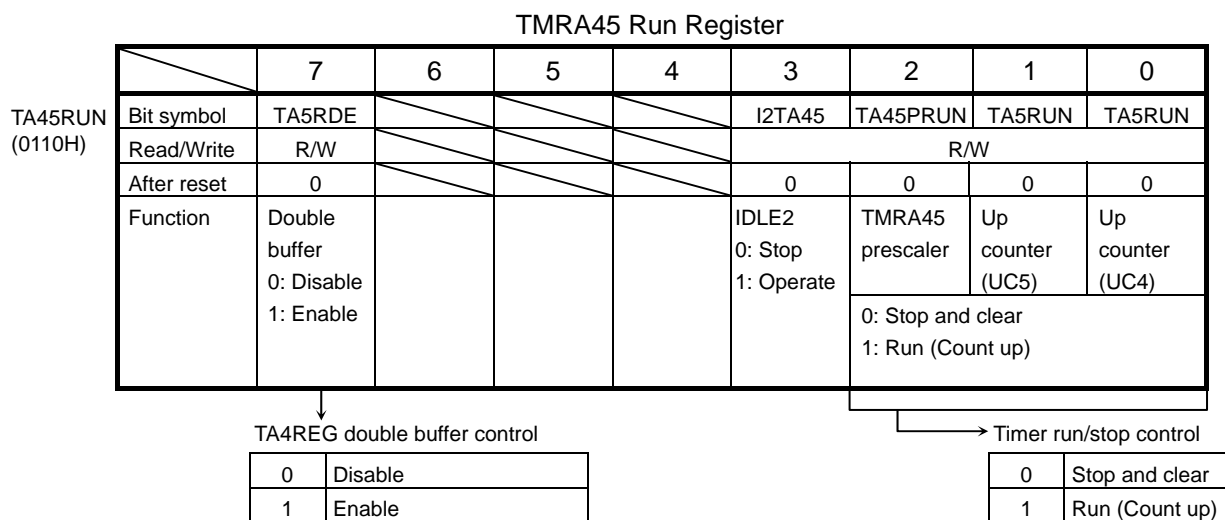 TMRA45 Run Register
7 6 5 4 3 2 1 0
TA45RUN
(0110H)
Bit symbol TA5RDE I2TA45 TA45PRUN TA5RUN TA5RUN
Read/Write R/W R/W
After reset 0 0 0 0 0
Function Double IDLE2 TMRA45 Up Up
buffer 0: Stop prescaler counter counter
0: Disable 1: Operate (UC5) (UC4)
1: Enable 0: Stop and clear
1: Run (Count up)
TA4REG double buffer control Timer run/stop control
0 Disable 0 Stop and clear
1 Enable 1 Run (Count up)